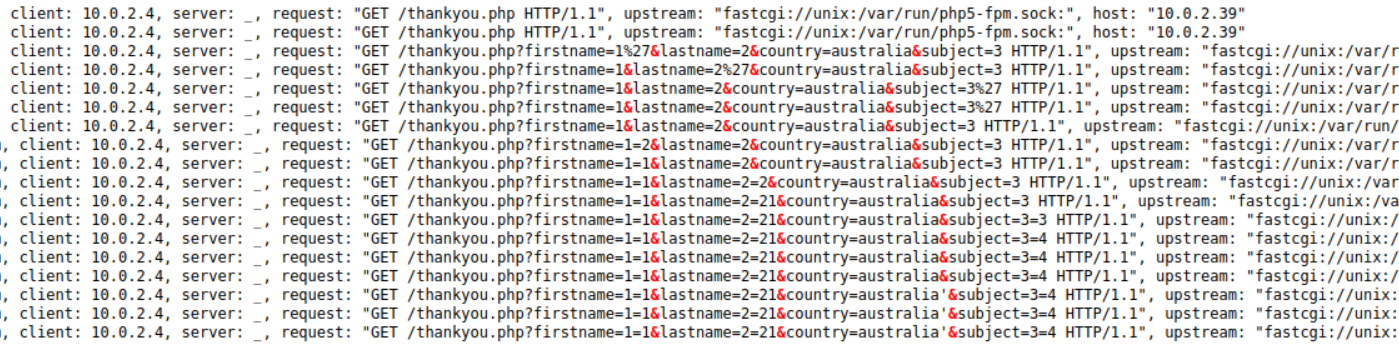 client: 10.0.2.4, server: _, request: "GET /thankyou.php HTTP/1.1", upstream: "fastcgi://unix:/var/run/php5-fpm.sock:", host: "10.0.2.39"
client: 10.0.2.4, server: _, request: "GET /thankyou.php HTTP/1.1", upstream: "fastcgi://unix:/var/run/php5-fpm.sock:", host: "10.0.2.39"
client: 10.0.2.4, server: _, request: "GET /thankyou.php?firstname=1%27&lastname=2&country=australia&subject=3 HTTP/1.1", upstream: "fastcgi://unix:/var/r
client: 10.0.2.4, server: _, request: "GET /thankyou.php?firstname=1&lastname=2%27&country=australia&subject=3 HTTP/1.1", upstream: "fastcgi://unix:/var/r
client: 10.0.2.4, server: _, request: "GET /thankyou.php?firstname=1&lastname=2&country=australia&subject=3%27 HTTP/1.1", upstream: "fastcgi://unix:/var/r
client: 10.0.2.4, server: _, request: "GET /thankyou.php?firstname=1&lastname=2&country=australia&subject=3%27 HTTP/1.1", upstream: "fastcgi://unix:/var/r
client: 10.0.2.4, server: _, request: "GET /thankyou.php?firstname=1&lastname=2&country=australia&subject=3 HTTP/1.1", upstream: "fastcgi://unix:/var/run/
, client: 10.0.2.4, server: _, request: "GET /thankyou.php?firstname=1=2&lastname=2&country=australia&subject=3 HTTP/1.1", upstream: "fastcgi://unix:/var/r
, client: 10.0.2.4, server: _, request: "GET /thankyou.php?firstname=1=1&lastname=2&country=australia&subject=3 HTTP/1.1", upstream: "fastcgi://unix:/var/r
, client: 10.0.2.4, server: _, request: "GET /thankyou.php?firstname=1=1&lastname=2=2&country=australia&subject=3 HTTP/1.1", upstream: "fastcgi://unix:/var
, client: 10.0.2.4, server: _, request: "GET /thankyou.php?firstname=1=1&lastname=2=21&country=australia&subject=3 HTTP/1.1", upstream: "fastcgi://unix:/va
, client: 10.0.2.4, server: _, request: "GET /thankyou.php?firstname=1=1&lastname=2=21&country=australia&subject=3=3 HTTP/1.1", upstream: "fastcgi://unix:/
, client: 10.0.2.4, server: _, request: "GET /thankyou.php?firstname=1=1&lastname=2=21&country=australia&subject=3=4 HTTP/1.1", upstream: "fastcgi://unix:/
, client: 10.0.2.4, server: _, request: "GET /thankyou.php?firstname=1=1&lastname=2=21&country=australia&subject=3=4 HTTP/1.1", upstream: "fastcgi://unix:/
, client: 10.0.2.4, server: _, request: "GET /thankyou.php?firstname=1=1&lastname=2=21&country=australia&subject=3=4 HTTP/1.1", upstream: "fastcgi://unix:/
, client: 10.0.2.4, server: _, request: "GET /thankyou.php?firstname=1=1&lastname=2=21&country=australia'&subject=3=4 HTTP/1.1", upstream: "fastcgi://unix:
, client: 10.0.2.4, server: _, request: "GET /thankyou.php?firstname=1=1&lastname=2=21&country=australia'&subject=3=4 HTTP/1.1", upstream: "fastcgi://unix:
, client: 10.0.2.4, server: _, request: "GET /thankyou.php?firstname=1=1&lastname=2=21&country=australia'&subject=3=4 HTTP/1.1", upstream: "fastcgi://unix: